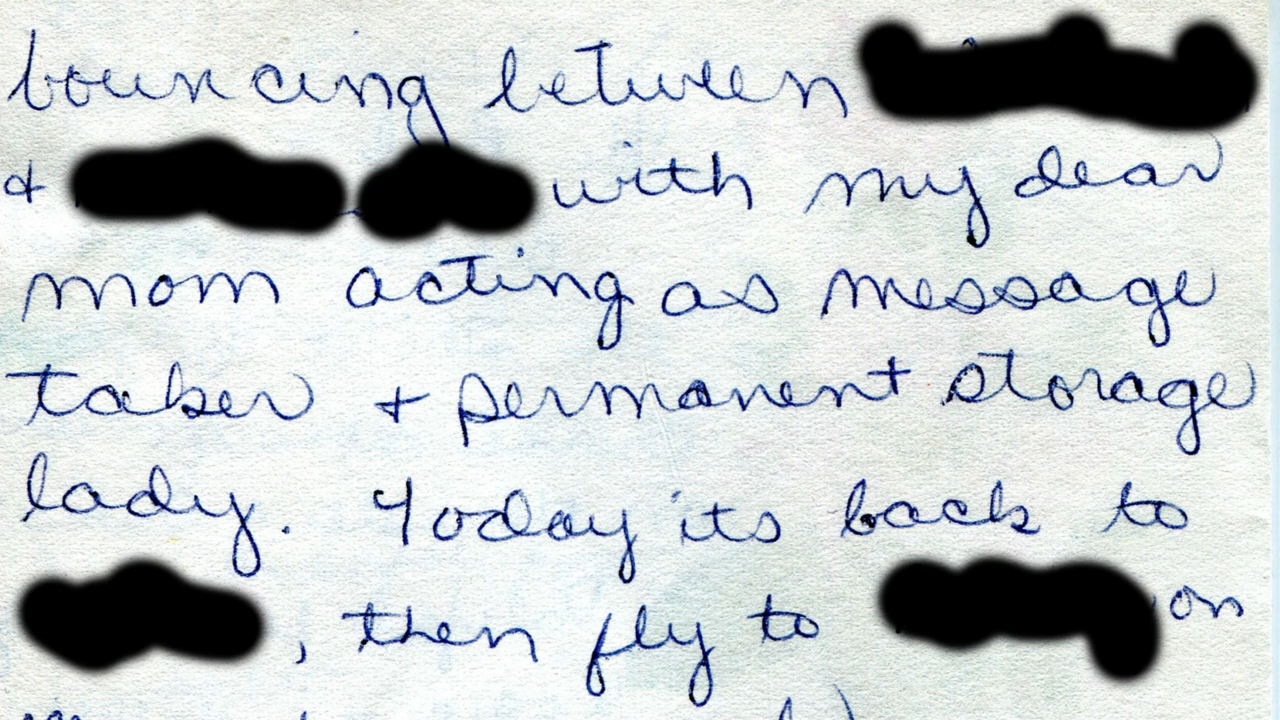 bouncing between
+ with my dear
mom acting as message
taker + permanent storage
lady. Today its back to
, then fly to on